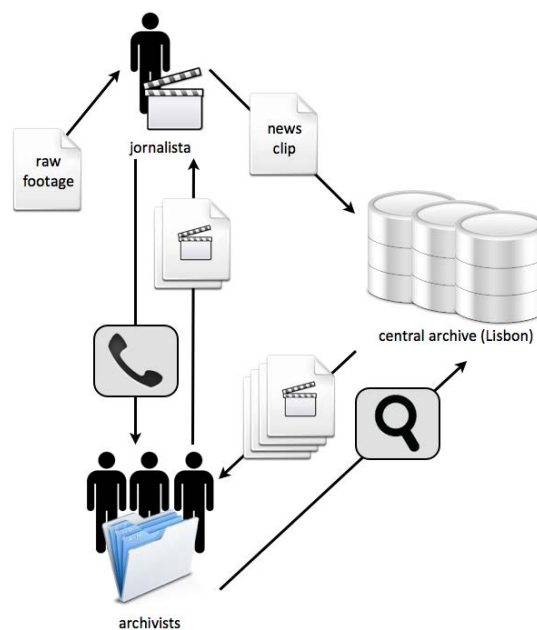 jornalista
raw
footage
news
clip
central archive (Lisbon)
archivists